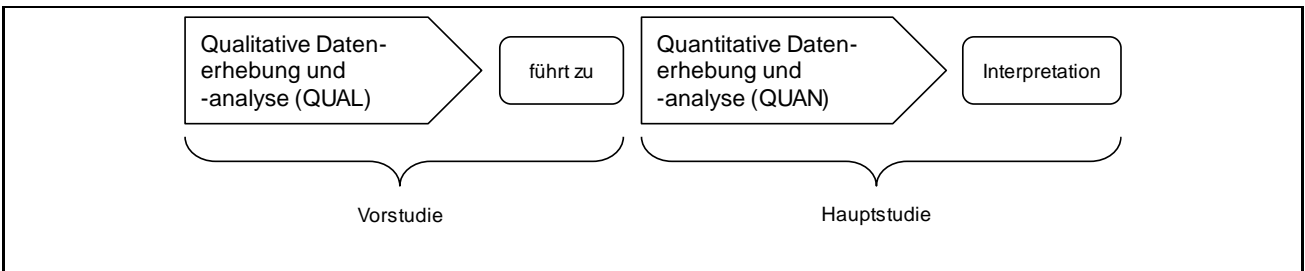 Qualitative Daten-
erhebung und
-analyse (QUAL)
führt zu
Quantitative Daten-
erhebung und
-analyse (QUAN)
Interpretation
Vorstudie
Hauptstudie